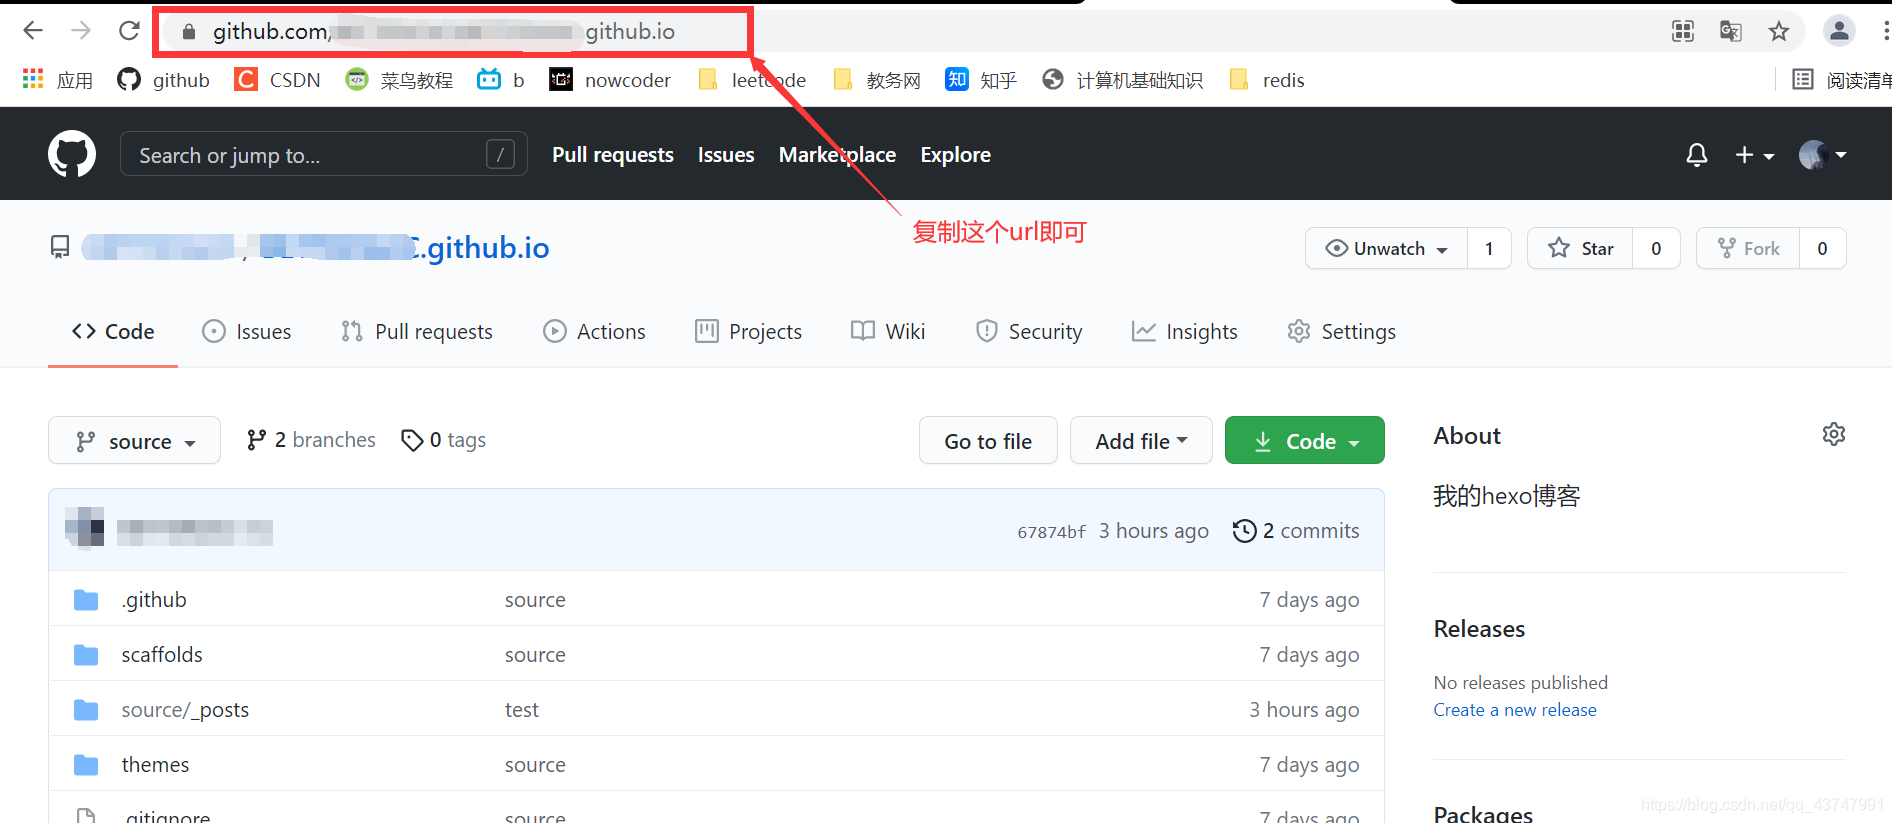 github.com/ github.io
应用 github CSDN 菜鸟教程 b nowcoder leetcode 教务网 知乎 计算机基础知识 redis 阅读清单
Search or jump to... / Pull requests Issues Marketplace Explore
复制这个url即可
.github.io Unwatch 1 Star 0 Fork 0
Code Issues Pull requests Actions Projects Wiki Security Insights Settings
source 2 branches 0 tags Go to file Add file Code
67874bf 3 hours ago 2 commits
.github source 7 days ago
scaffolds source 7 days ago
source/_posts test 3 hours ago
themes source 7 days ago
.gitignore source 7 days ago
About
我的hexo博客
Releases
No releases published
Create a new release
Packages
https://blog.csdn.net/qq_43747991